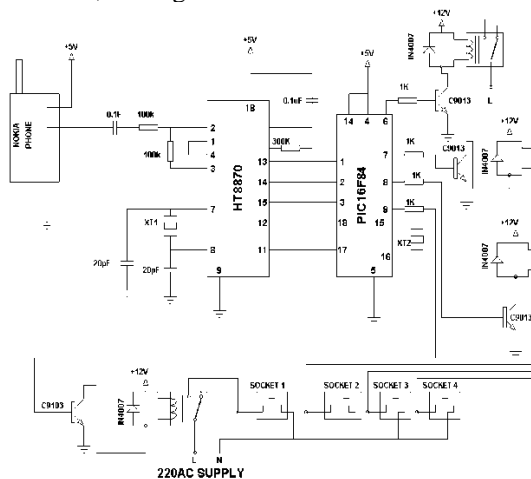 +12V
IN4007
L
+5V
+5V
+5V
NOKIA
PHONE
0.1F
100k
100k
18
2
1
4
3
13
14
15
12
11
7
8
9
HT8870
0.1uF
300K
XT1
20pF
20pF
14
4
6
1
2
3
18
17
7
8
9
15
16
5
PIC16F84
1K
C9013
1K
C9013
1K
1K
XT2
+12V
IN4007
+12V
IN4007
C9013
C9103
+12V
IN4007
L
N
SOCKET 1
SOCKET 2
SOCKET 3
SOCKET 4
220AC SUPPLY